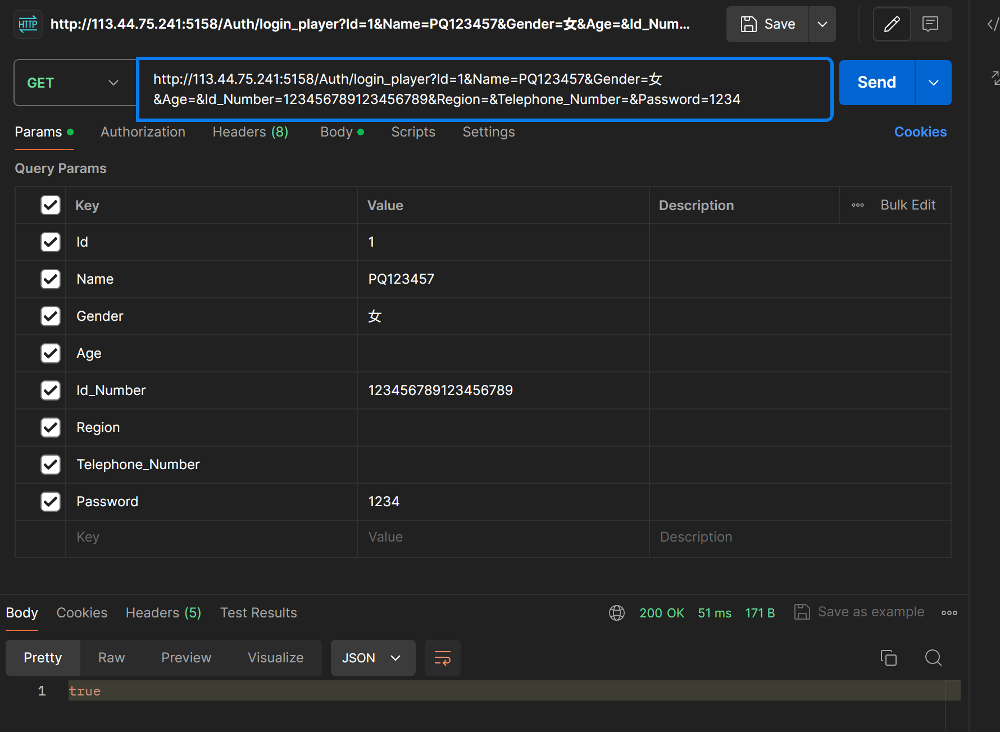 HTTP http://113.44.75.241:5158/Auth/login_player?Id=1&Name=PQ123457&Gender=女&Age=&Id_Num... Save
GET http://113.44.75.241:5158/Auth/login_player?Id=1&Name=PQ123457&Gender=女
&Age=&Id_Number=123456789123456789&Region=&Telephone_Number=&Password=1234 Send
Params Authorization Headers (8) Body Scripts Settings Cookies
Query Params
Key Value Description Bulk Edit
Id 1
Name PQ123457
Gender 女
Age
Id_Number 123456789123456789
Region
Telephone_Number
Password 1234
Key Value Description
Body Cookies Headers (5) Test Results 200 OK 51 ms 171 B Save as example
Pretty Raw Preview Visualize JSON
1 true